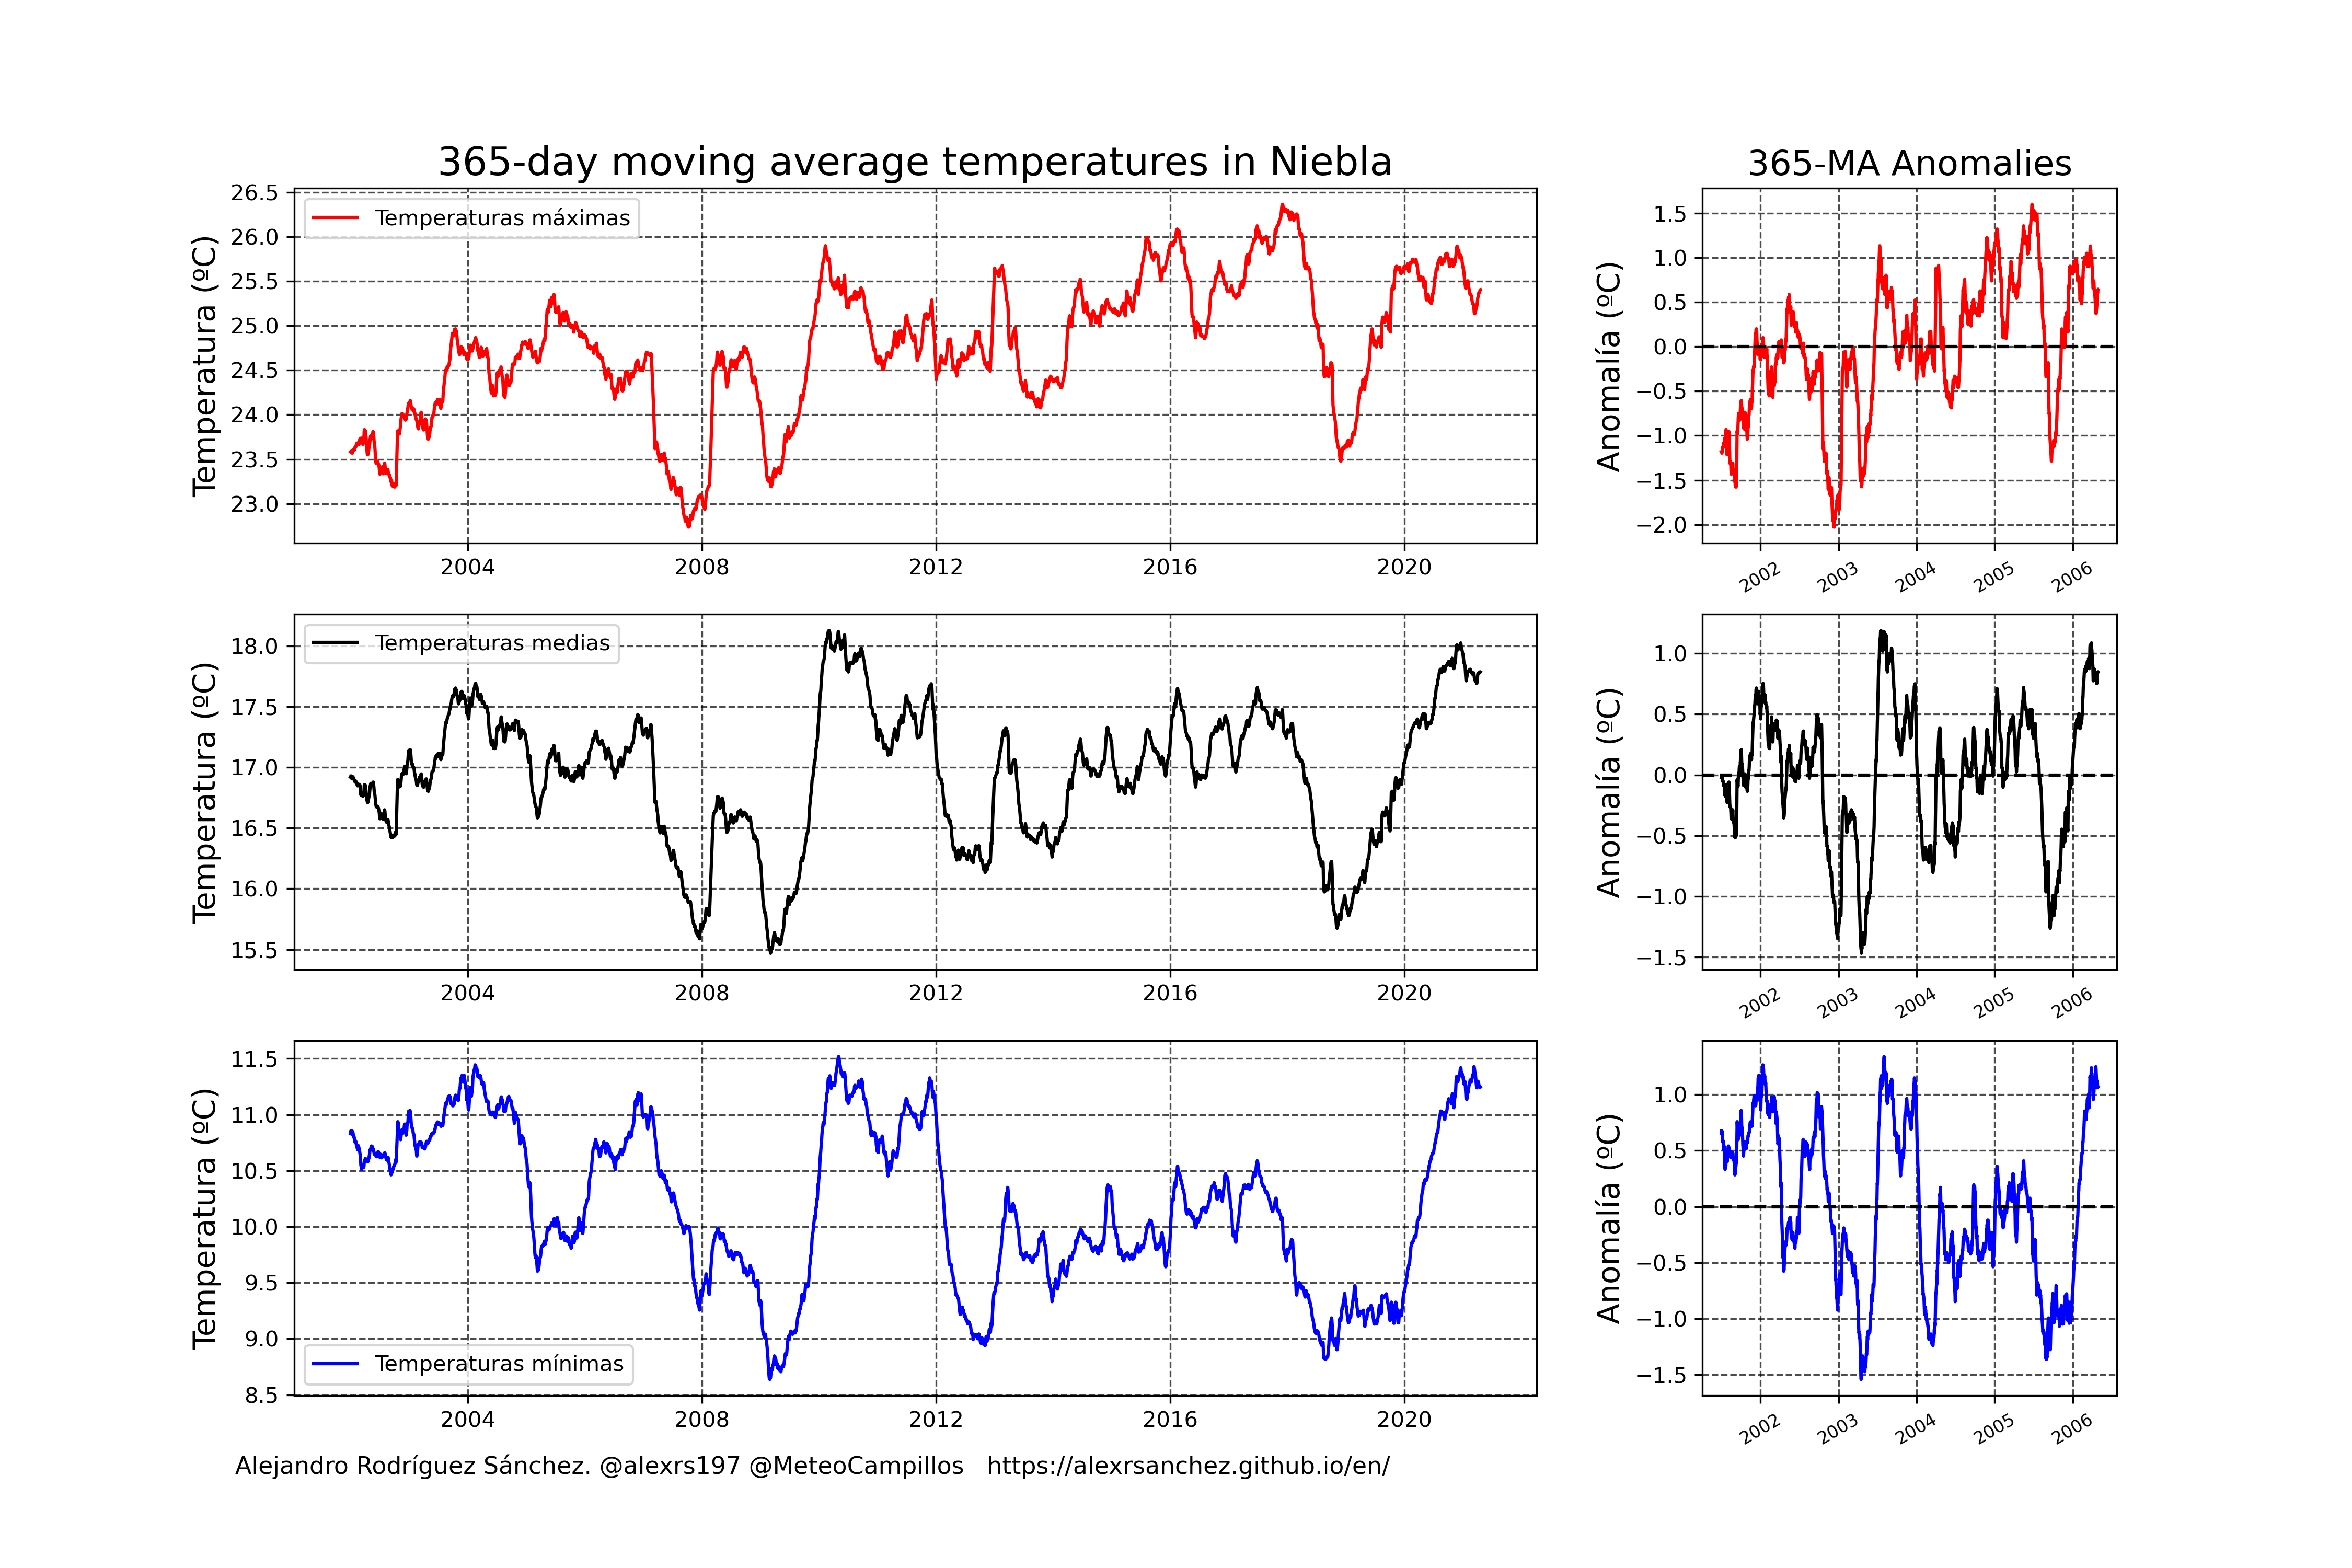 365-day moving average temperatures in Niebla
Temperatura (ºC)
26.5
26.0
25.5
25.0
24.5
24.0
23.5
23.0
Temperaturas máximas
2004 2008 2012 2016 2020
365-MA Anomalies
Anomalía (ºC)
1.5
1.0
0.5
0.0
−0.5
−1.0
−1.5
−2.0
2002 2003 2004 2005 2006
Temperatura (ºC)
18.0
17.5
17.0
16.5
16.0
15.5
Temperaturas medias
2004 2008 2012 2016 2020
Anomalía (ºC)
1.0
0.5
0.0
−0.5
−1.0
−1.5
2002 2003 2004 2005 2006
Temperatura (ºC)
11.5
11.0
10.5
10.0
9.5
9.0
8.5
Temperaturas mínimas
2004 2008 2012 2016 2020
Anomalía (ºC)
1.0
0.5
0.0
−0.5
−1.0
−1.5
2002 2003 2004 2005 2006
Alejandro Rodríguez Sánchez. @alexrs197 @MeteoCampillos https://alexrsanchez.github.io/en/